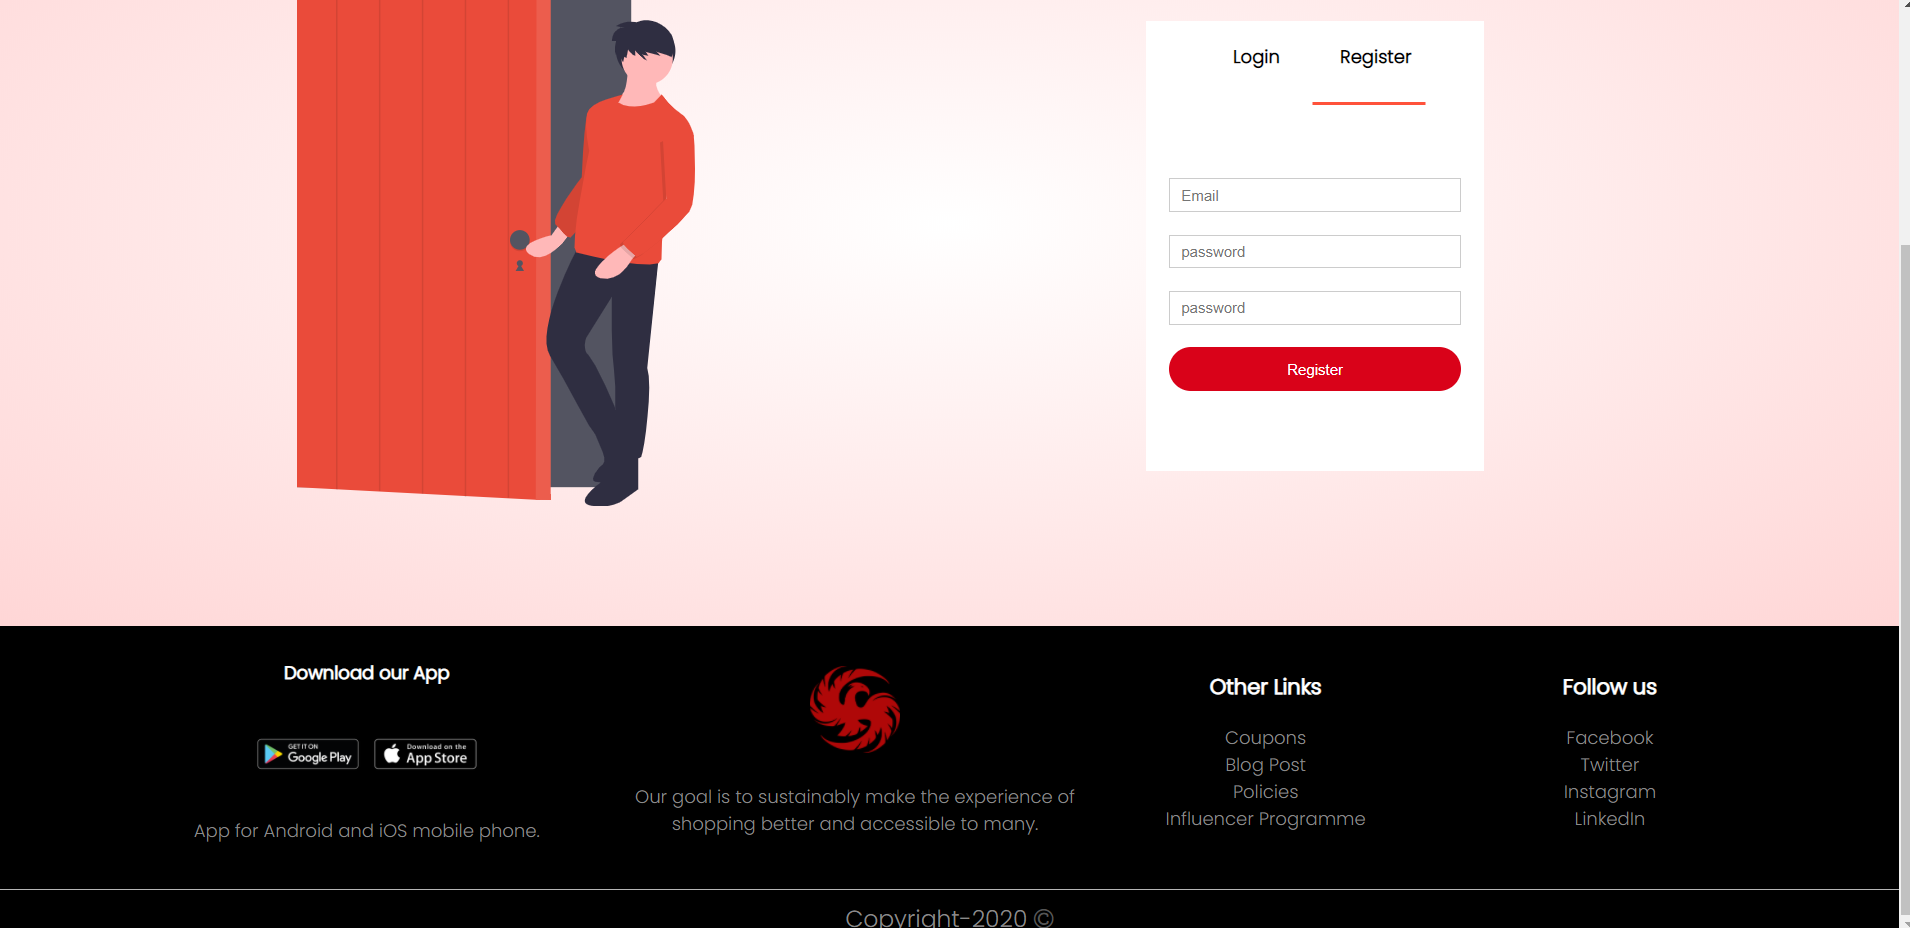 Login
Register
Email
password
password
Register
Download our App
GET IT ON
Google Play
Download on the
App Store
App for Android and iOS mobile phone.
Our goal is to sustainably make the experience of
shopping better and accessible to many.
Other Links
Coupons
Blog Post
Policies
Influencer Programme
Follow us
Facebook
Twitter
Instagram
LinkedIn
Copyright-2020 ©